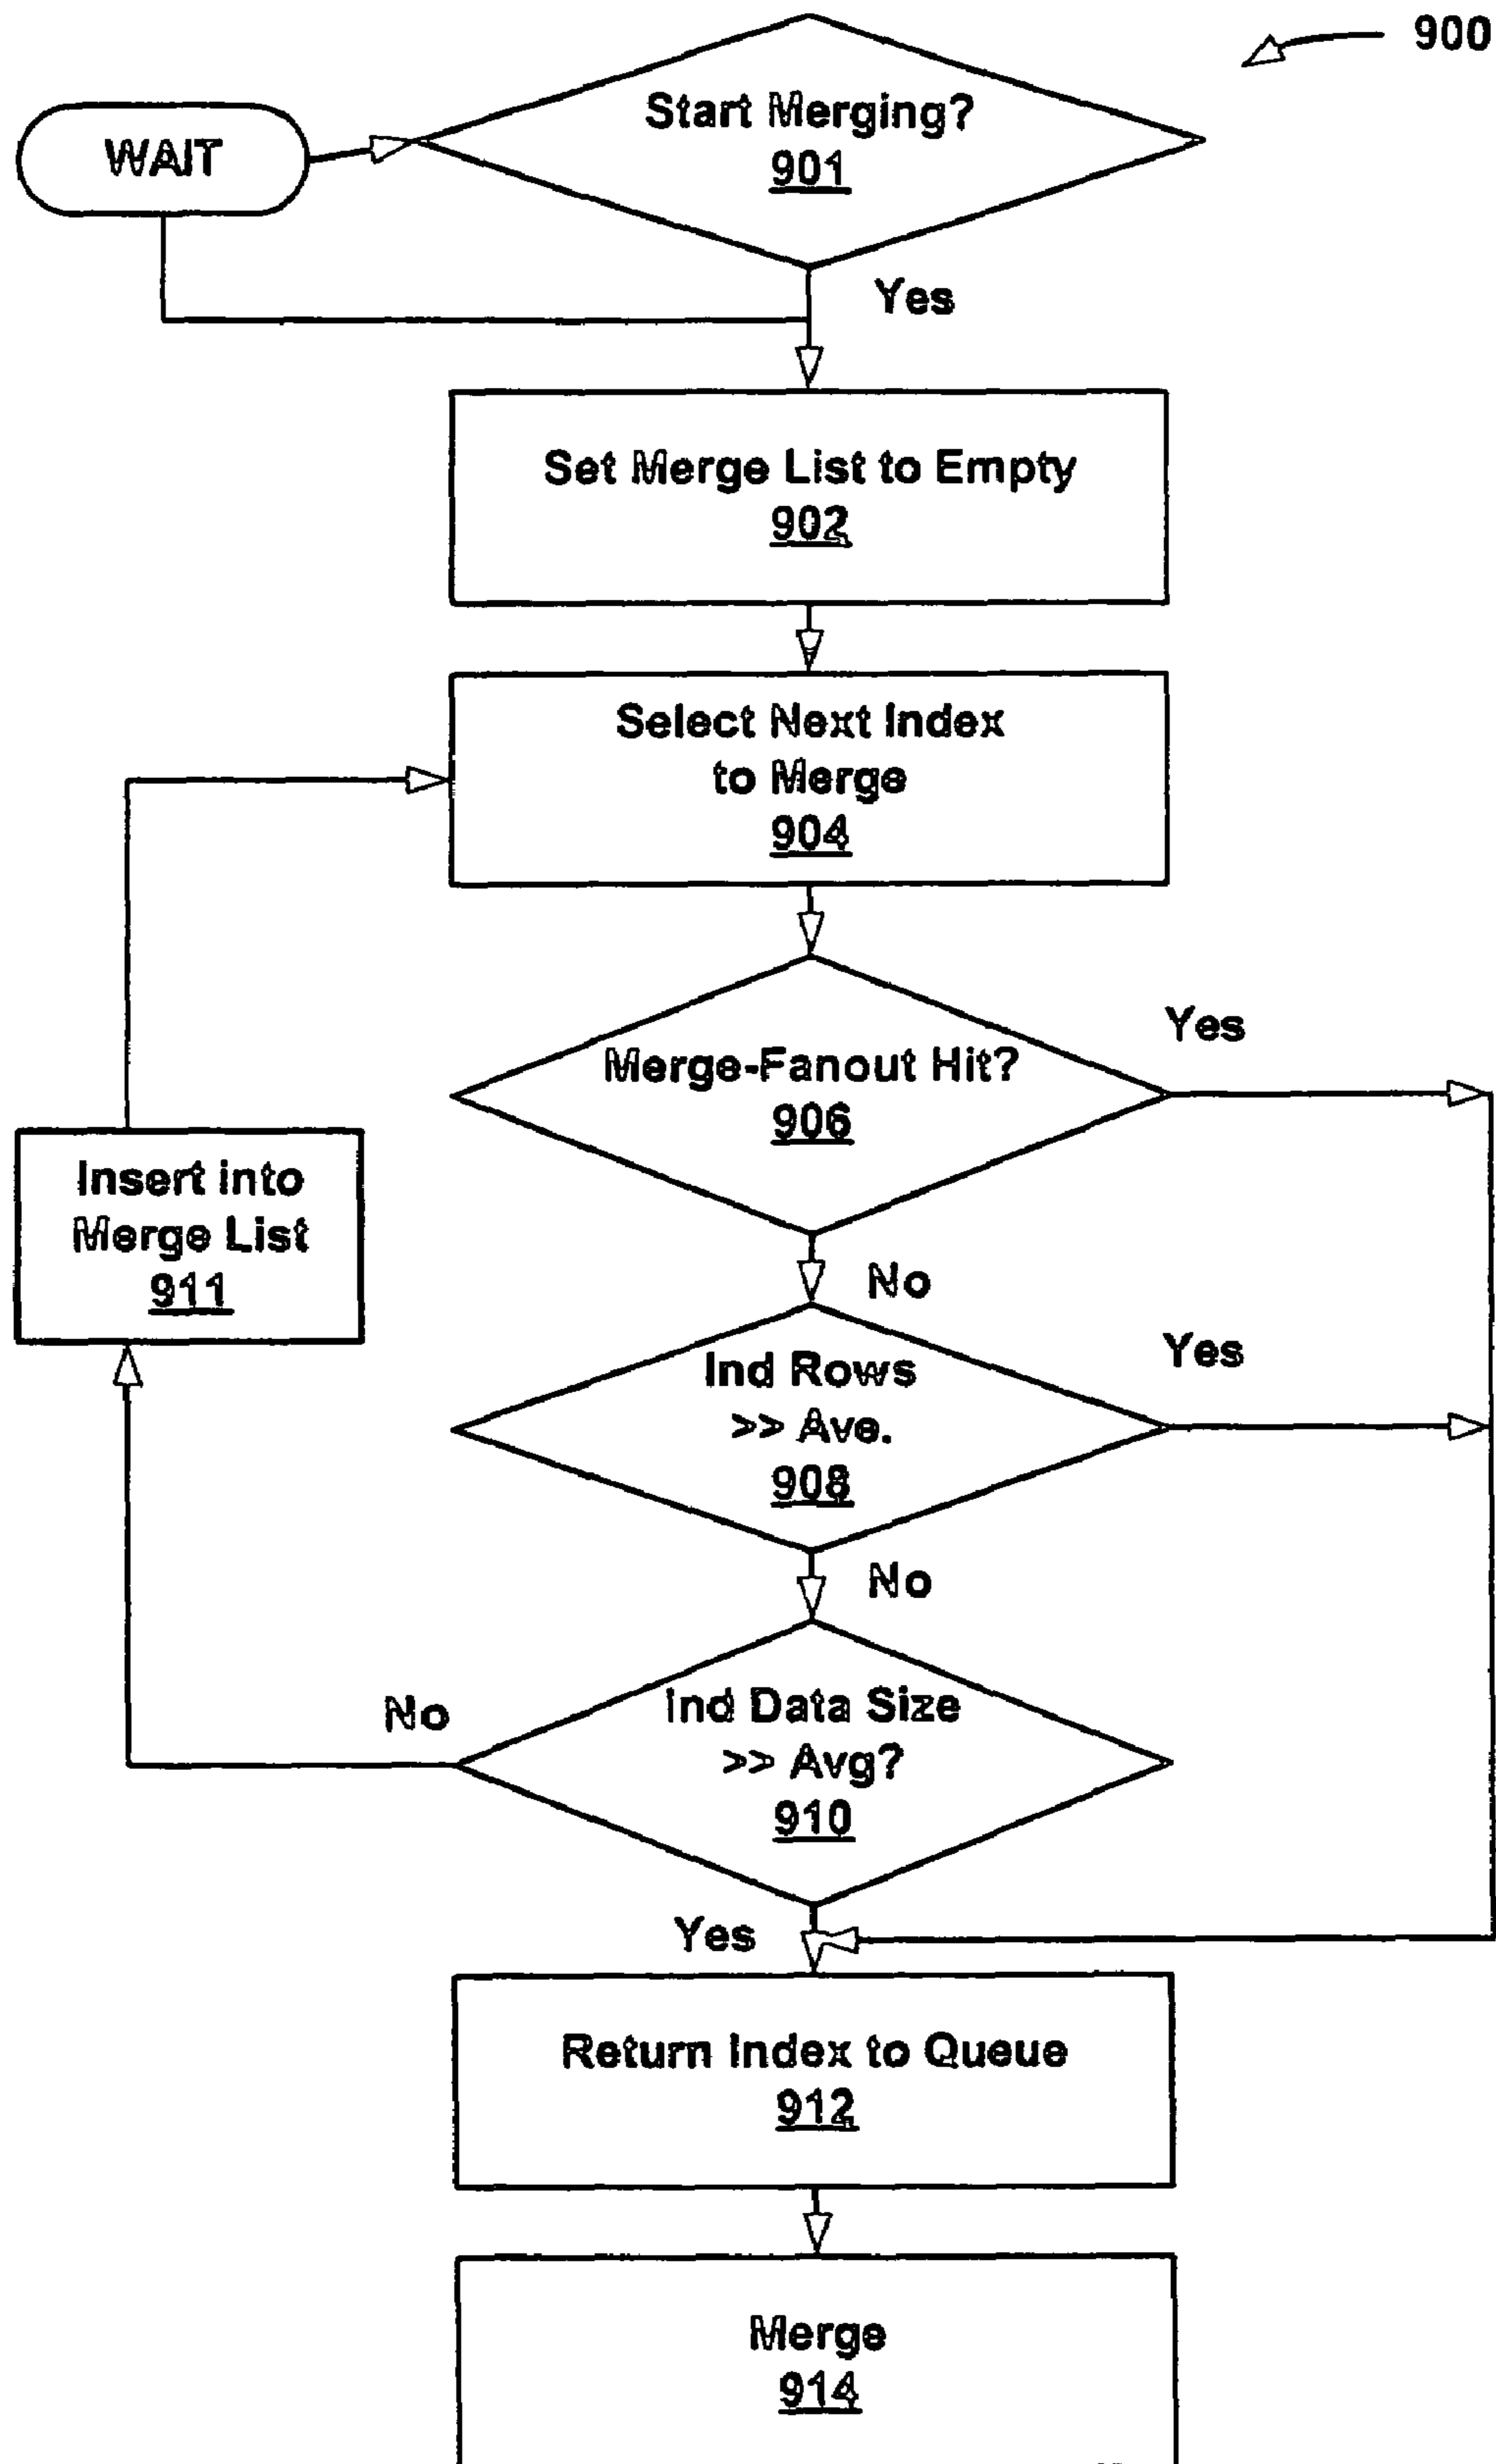 900
Start Merging?
901
WAIT
Yes
Set Merge List to Empty
902
Select Next Index
to Merge
904
Yes
Merge-Fanout Hit?
906
Insert into
Merge List
911
No
Yes
Ind Rows
>> Ave.
908
No
No
Ind Data Size
>> Avg?
910
Yes
Return Index to Queue
912
Merge
914